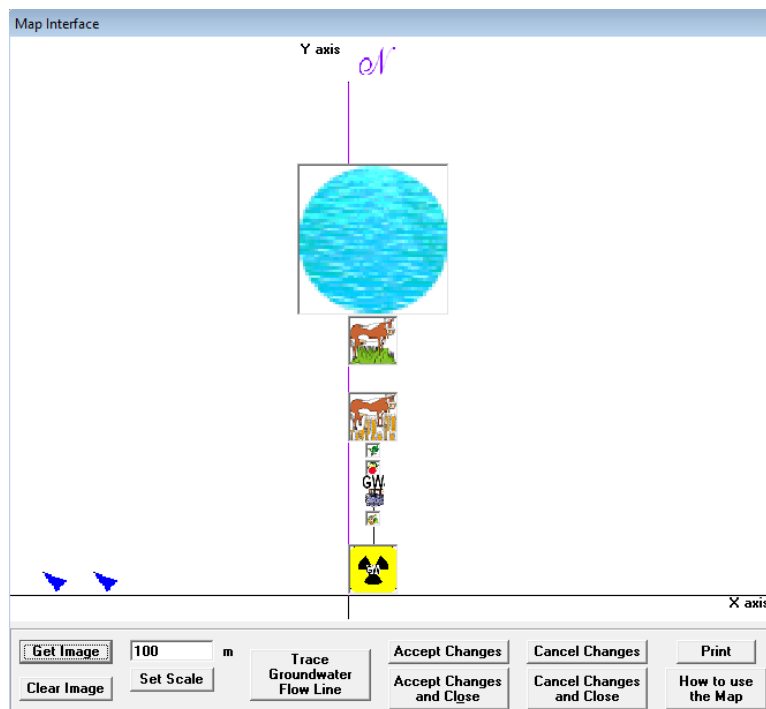 Map Interface
Y axis
N
GW
X axis
Get Image
100
m
Trace
Groundwater
Flow Line
Accept Changes
Cancel Changes
Print
Clear Image
Set Scale
Accept Changes
and Close
Cancel Changes
and Close
How to use
the Map